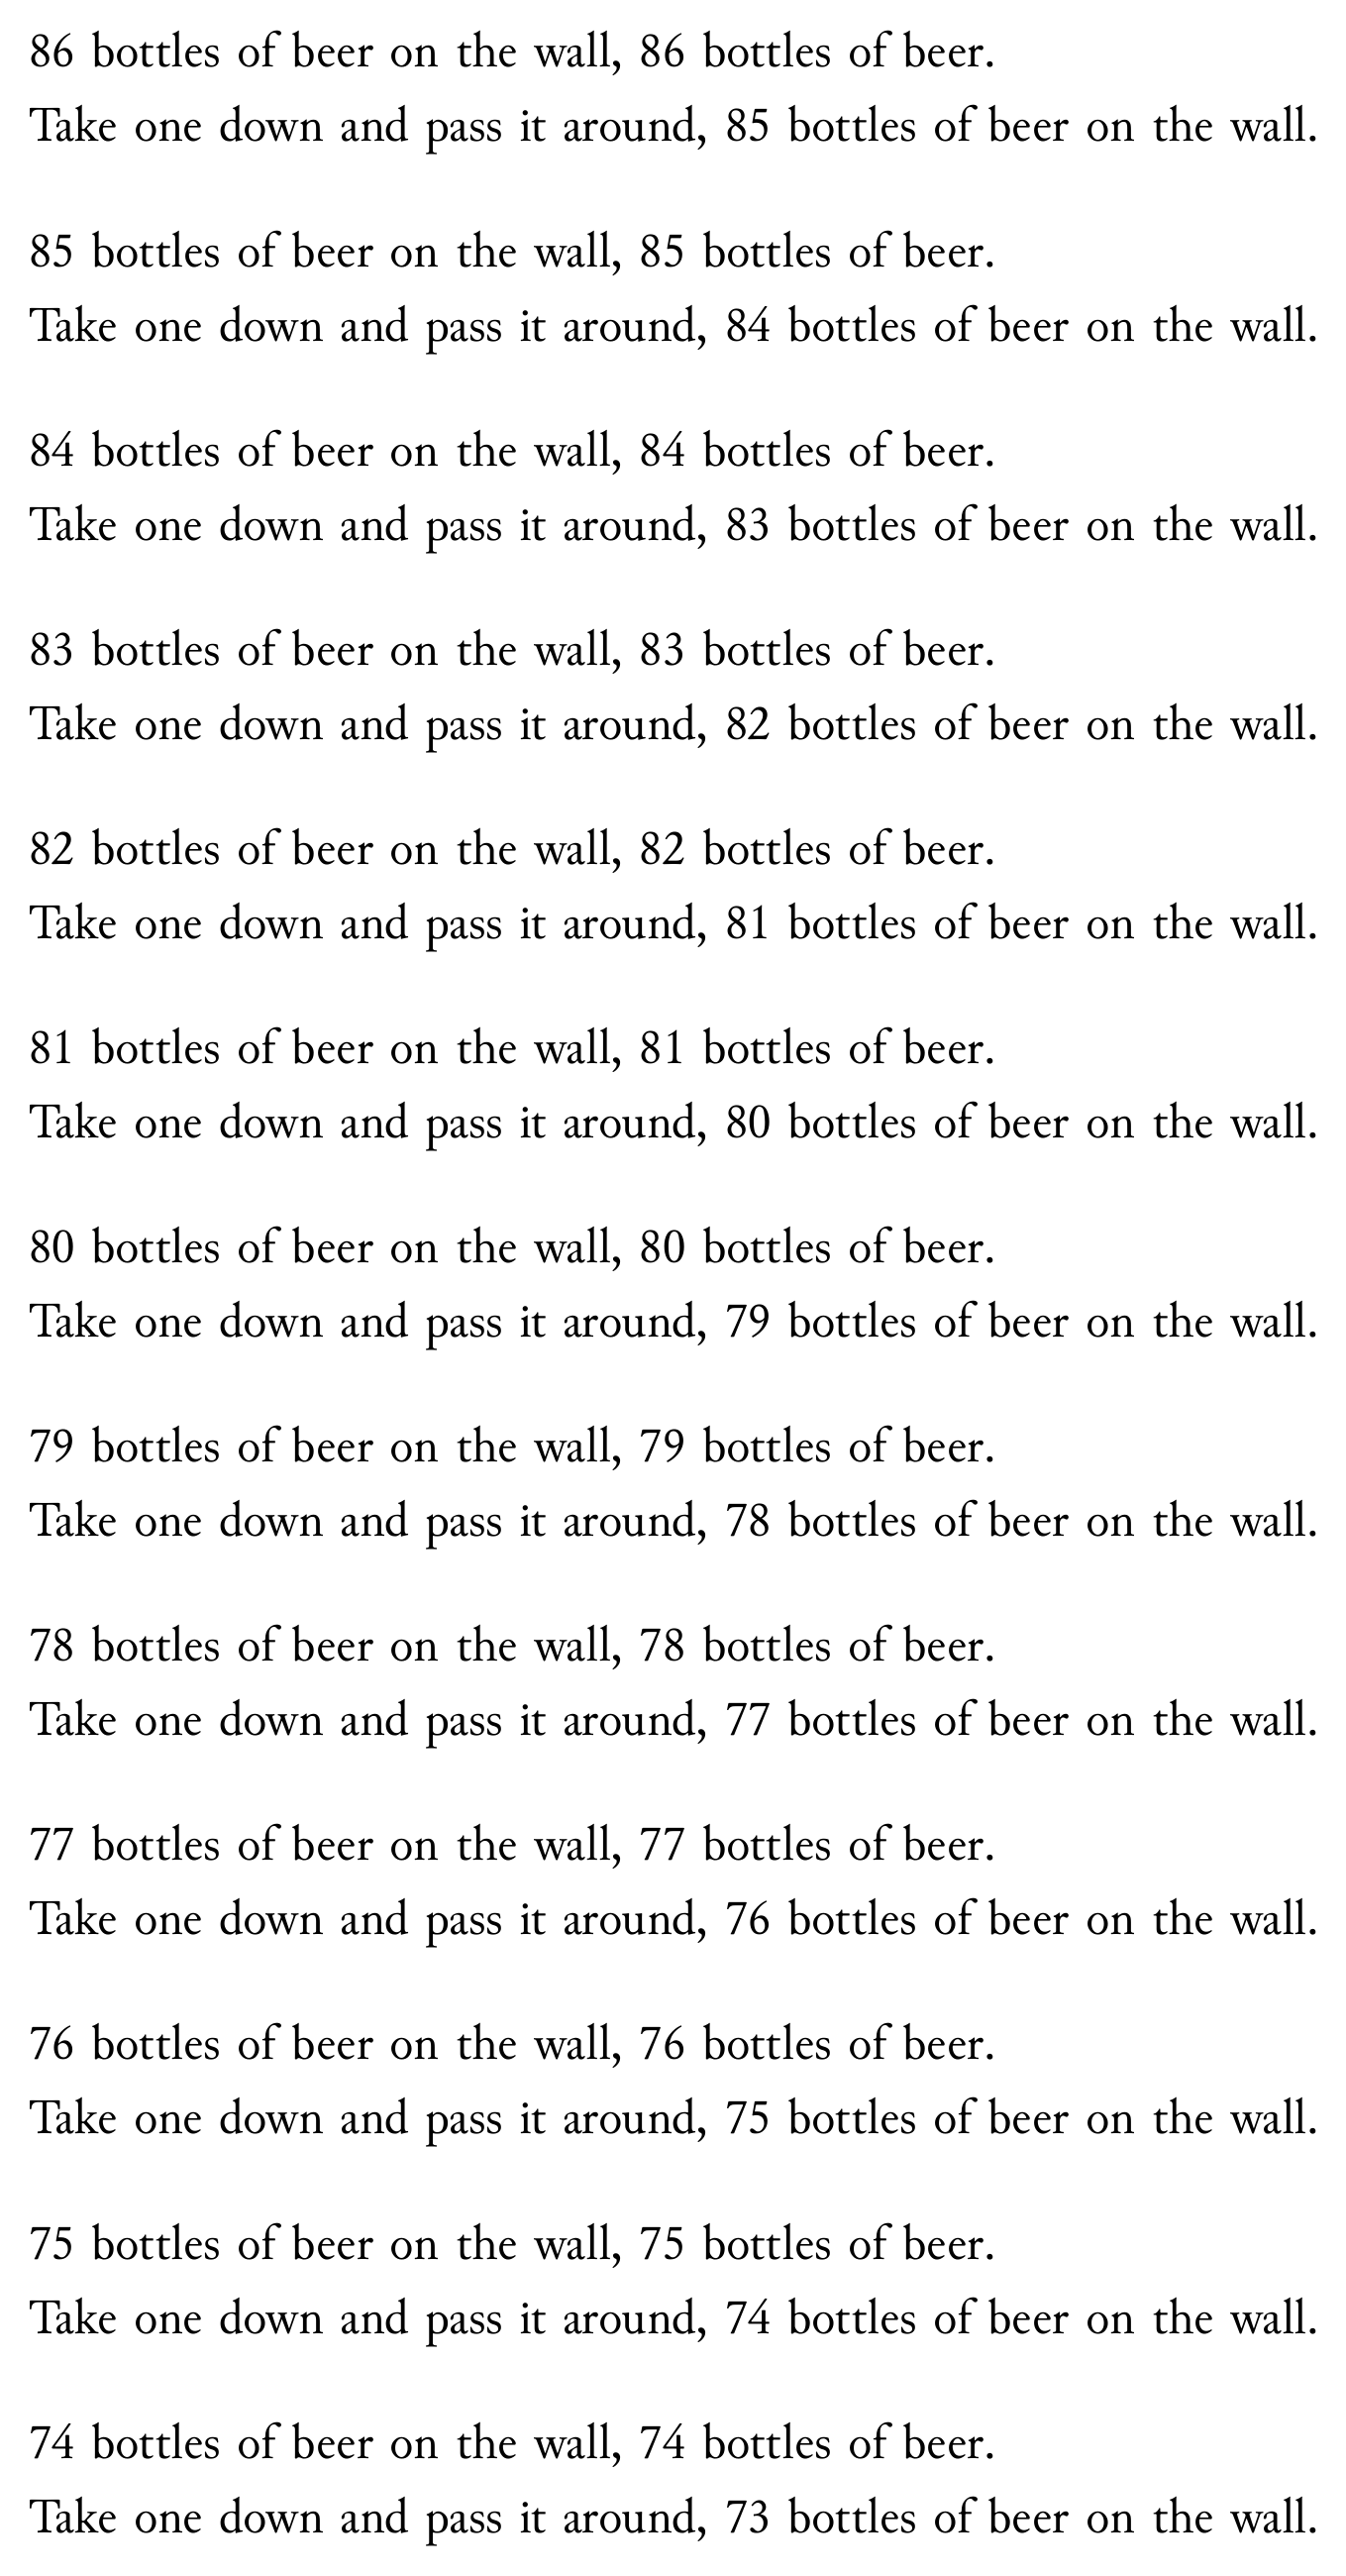 86 bottles of beer on the wall, 86 bottles of beer.
Take one down and pass it around, 85 bottles of beer on the wall.

85 bottles of beer on the wall, 85 bottles of beer.
Take one down and pass it around, 84 bottles of beer on the wall.

84 bottles of beer on the wall, 84 bottles of beer.
Take one down and pass it around, 83 bottles of beer on the wall.

83 bottles of beer on the wall, 83 bottles of beer.
Take one down and pass it around, 82 bottles of beer on the wall.

82 bottles of beer on the wall, 82 bottles of beer.
Take one down and pass it around, 81 bottles of beer on the wall.

81 bottles of beer on the wall, 81 bottles of beer.
Take one down and pass it around, 80 bottles of beer on the wall.

80 bottles of beer on the wall, 80 bottles of beer.
Take one down and pass it around, 79 bottles of beer on the wall.

79 bottles of beer on the wall, 79 bottles of beer.
Take one down and pass it around, 78 bottles of beer on the wall.

78 bottles of beer on the wall, 78 bottles of beer.
Take one down and pass it around, 77 bottles of beer on the wall.

77 bottles of beer on the wall, 77 bottles of beer.
Take one down and pass it around, 76 bottles of beer on the wall.

76 bottles of beer on the wall, 76 bottles of beer.
Take one down and pass it around, 75 bottles of beer on the wall.

75 bottles of beer on the wall, 75 bottles of beer.
Take one down and pass it around, 74 bottles of beer on the wall.

74 bottles of beer on the wall, 74 bottles of beer.
Take one down and pass it around, 73 bottles of beer on the wall.